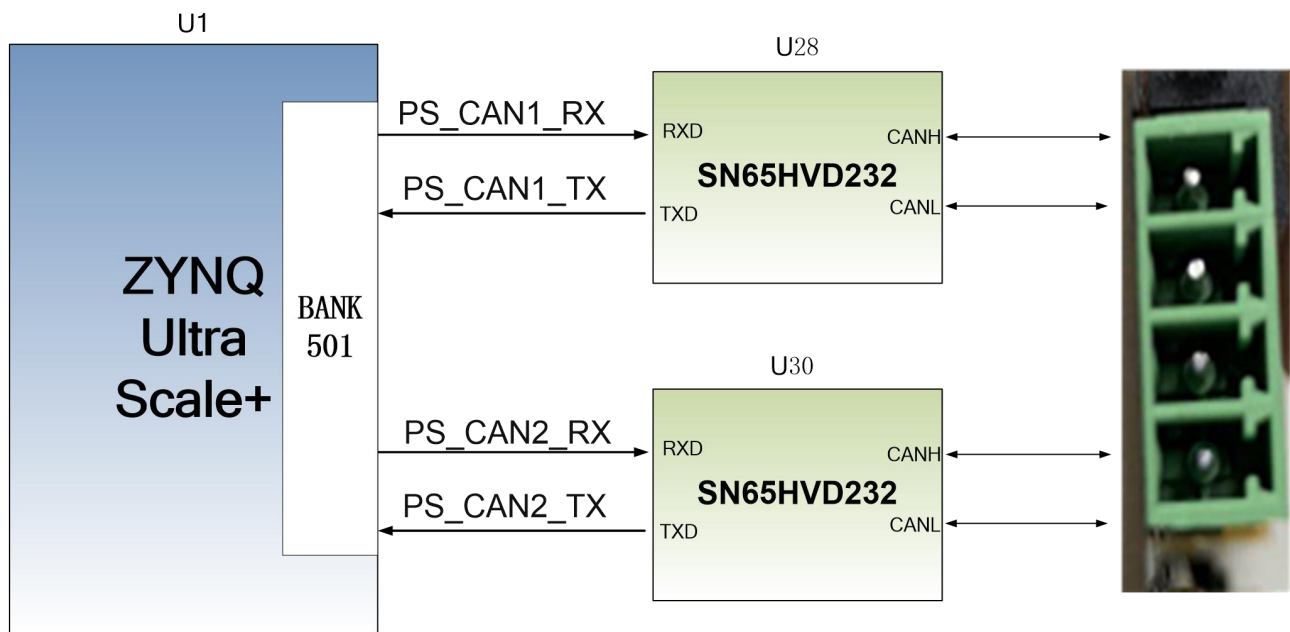 U1
ZYNQ
Ultra
Scale+
BANK
501
PS_CAN1_RX
PS_CAN1_TX
U28
RXD
TXD
SN65HVD232
CANH
CANL
PS_CAN2_RX
PS_CAN2_TX
U30
RXD
TXD
SN65HVD232
CANH
CANL